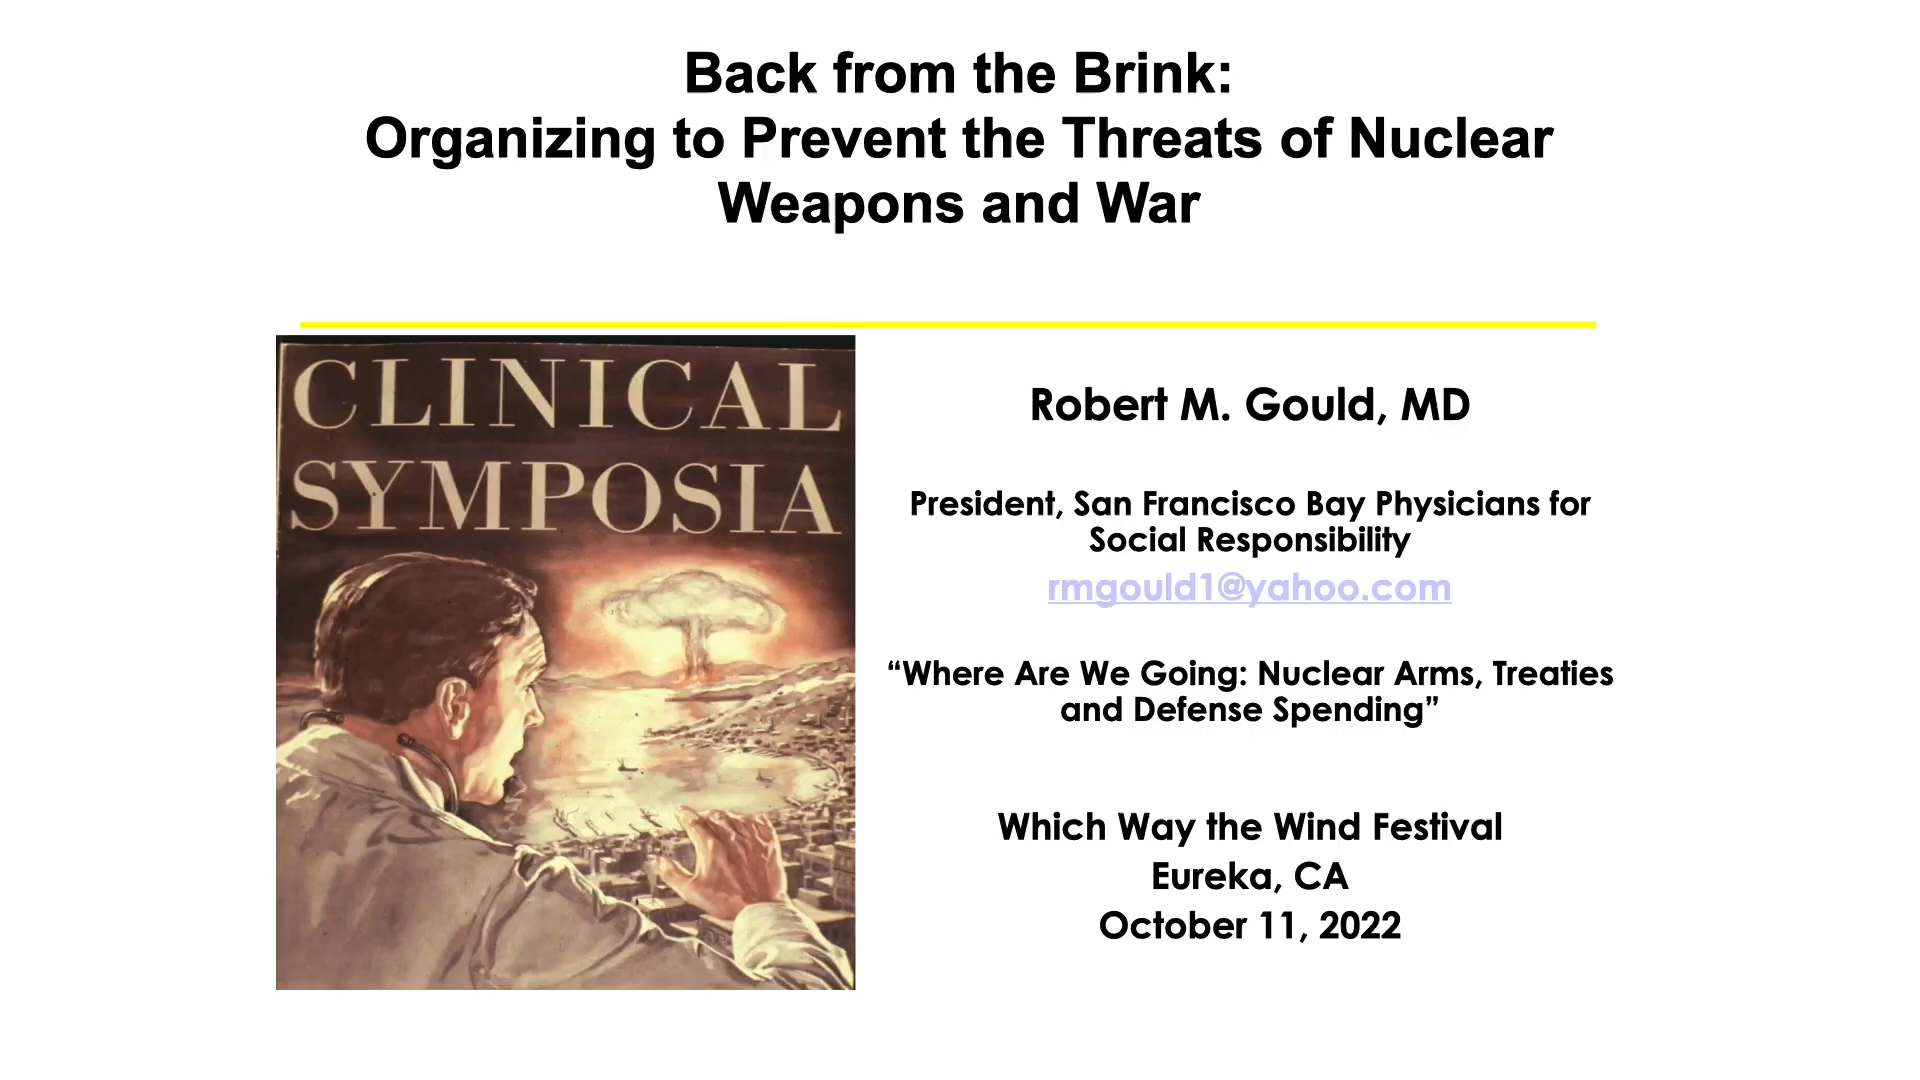 Back from the Brink:
Organizing to Prevent the Threats of Nuclear
Weapons and War
CLINICAL
SYMPOSIA
Robert M. Gould, MD
President, San Francisco Bay Physicians for
Social Responsibility
rmgould1@yahoo.com
“Where Are We Going: Nuclear Arms, Treaties
and Defense Spending”
Which Way the Wind Festival
Eureka, CA
October 11, 2022